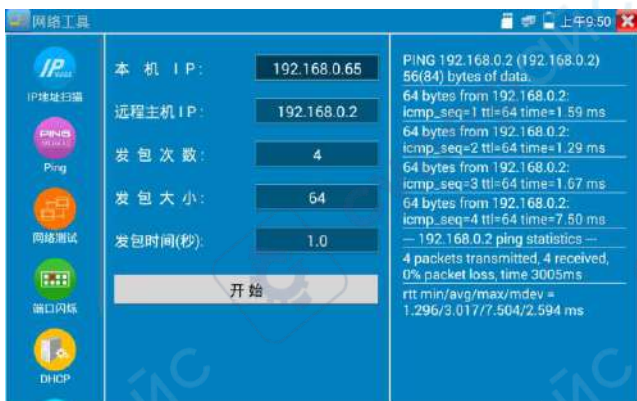 网络工具
上午9:50
IP
IP地址扫描
PING
Ping
网络测试
端口闪烁
DHCP
本 机 IP:
192.168.0.65
远程主机IP:
192.168.0.2
发 包 次 数:
4
发 包 大 小:
64
发包时间(秒):
1.0
开 始
PING 192.168.0.2 (192.168.0.2)
56(84) bytes of data.
64 bytes from 192.168.0.2:
icmp_seq=1 ttl=64 time=1.59 ms
64 bytes from 192.168.0.2:
icmp_seq=2 ttl=64 time=1.29 ms
64 bytes from 192.168.0.2:
icmp_seq=3 ttl=64 time=1.67 ms
64 bytes from 192.168.0.2:
icmp_seq=4 ttl=64 time=7.50 ms
--- 192.168.0.2 ping statistics ---
4 packets transmitted, 4 received,
0% packet loss, time 3005ms
rtt min/avg/max/mdev =
1.296/3.017/7.504/2.594 ms